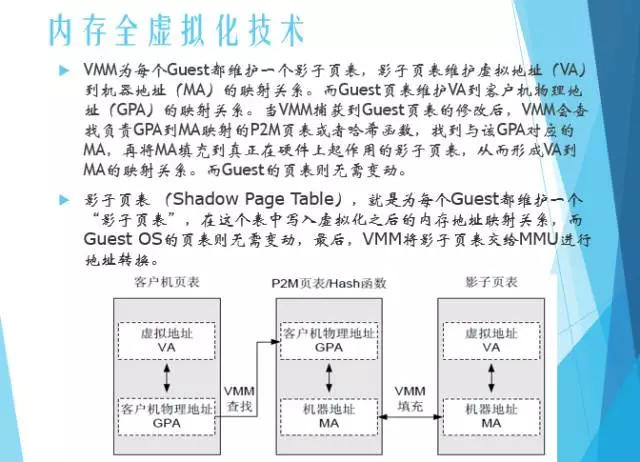 内存全虚拟化技术
VMM为每个Guest都维护一个影子页表，影子页表维护虚拟地址（VA）
到机器地址（MA）的映射关系。而Guest页表维护VA到客户机物理地
址（GPA）的映射关系。当VMM捕获到Guest页表的修改后，VMM会查
找负责GPA到MA映射的P2M页表或者哈希函数，找到与该GPA对应的
MA，再将MA填充到真正在硬件上起作用的影子页表，从而形成VA到
MA的映射关系。而Guest的页表则无需变动。
影子页表（Shadow Page Table），就是为每个Guest都维护一个
“影子页表”，在这个表中写入虚拟化之后的内存地址映射关系，而
Guest OS的页表则无需变动，最后，VMM将影子页表交给MMU进行
地址转换。
客户机页表
P2M页表/Hash函数
影子页表
虚拟地址
VA
客户机物理地址
GPA
虚拟地址
VA
VMM
查找
VMM
填充
客户机物理地址
GPA
机器地址
MA
机器地址
MA